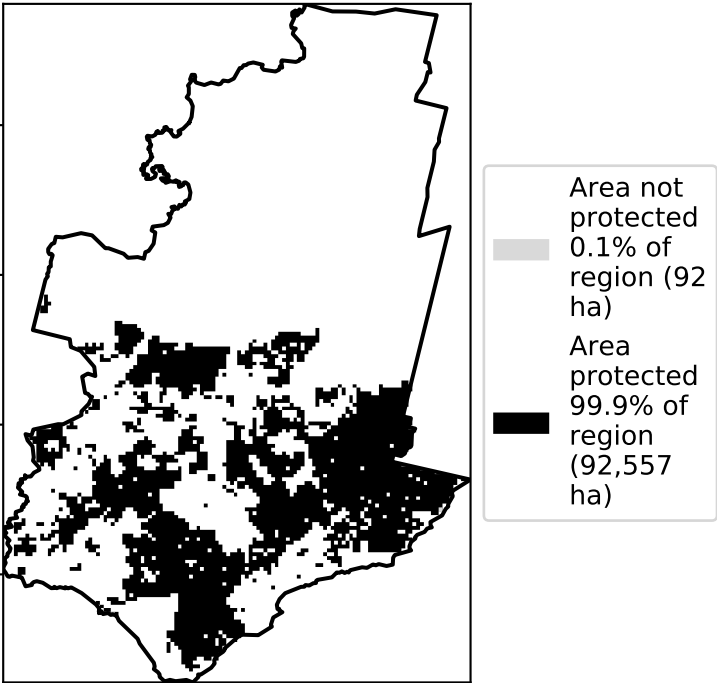 Area not
protected
0.1% of
region (92
ha)
Area
protected
99.9% of
region
(92,557
ha)